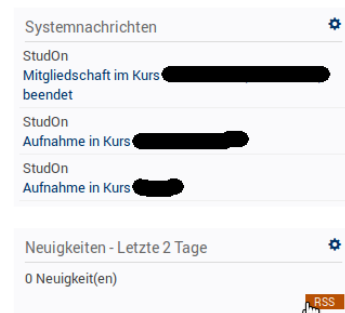 Systemnachrichten
StudOn
Mitgliedschaft im Kurs
beendet
StudOn
Aufnahme in Kurs
StudOn
Aufnahme in Kurs
Neuigkeiten - Letzte 2 Tage
0 Neuigkeit(en)
RSS